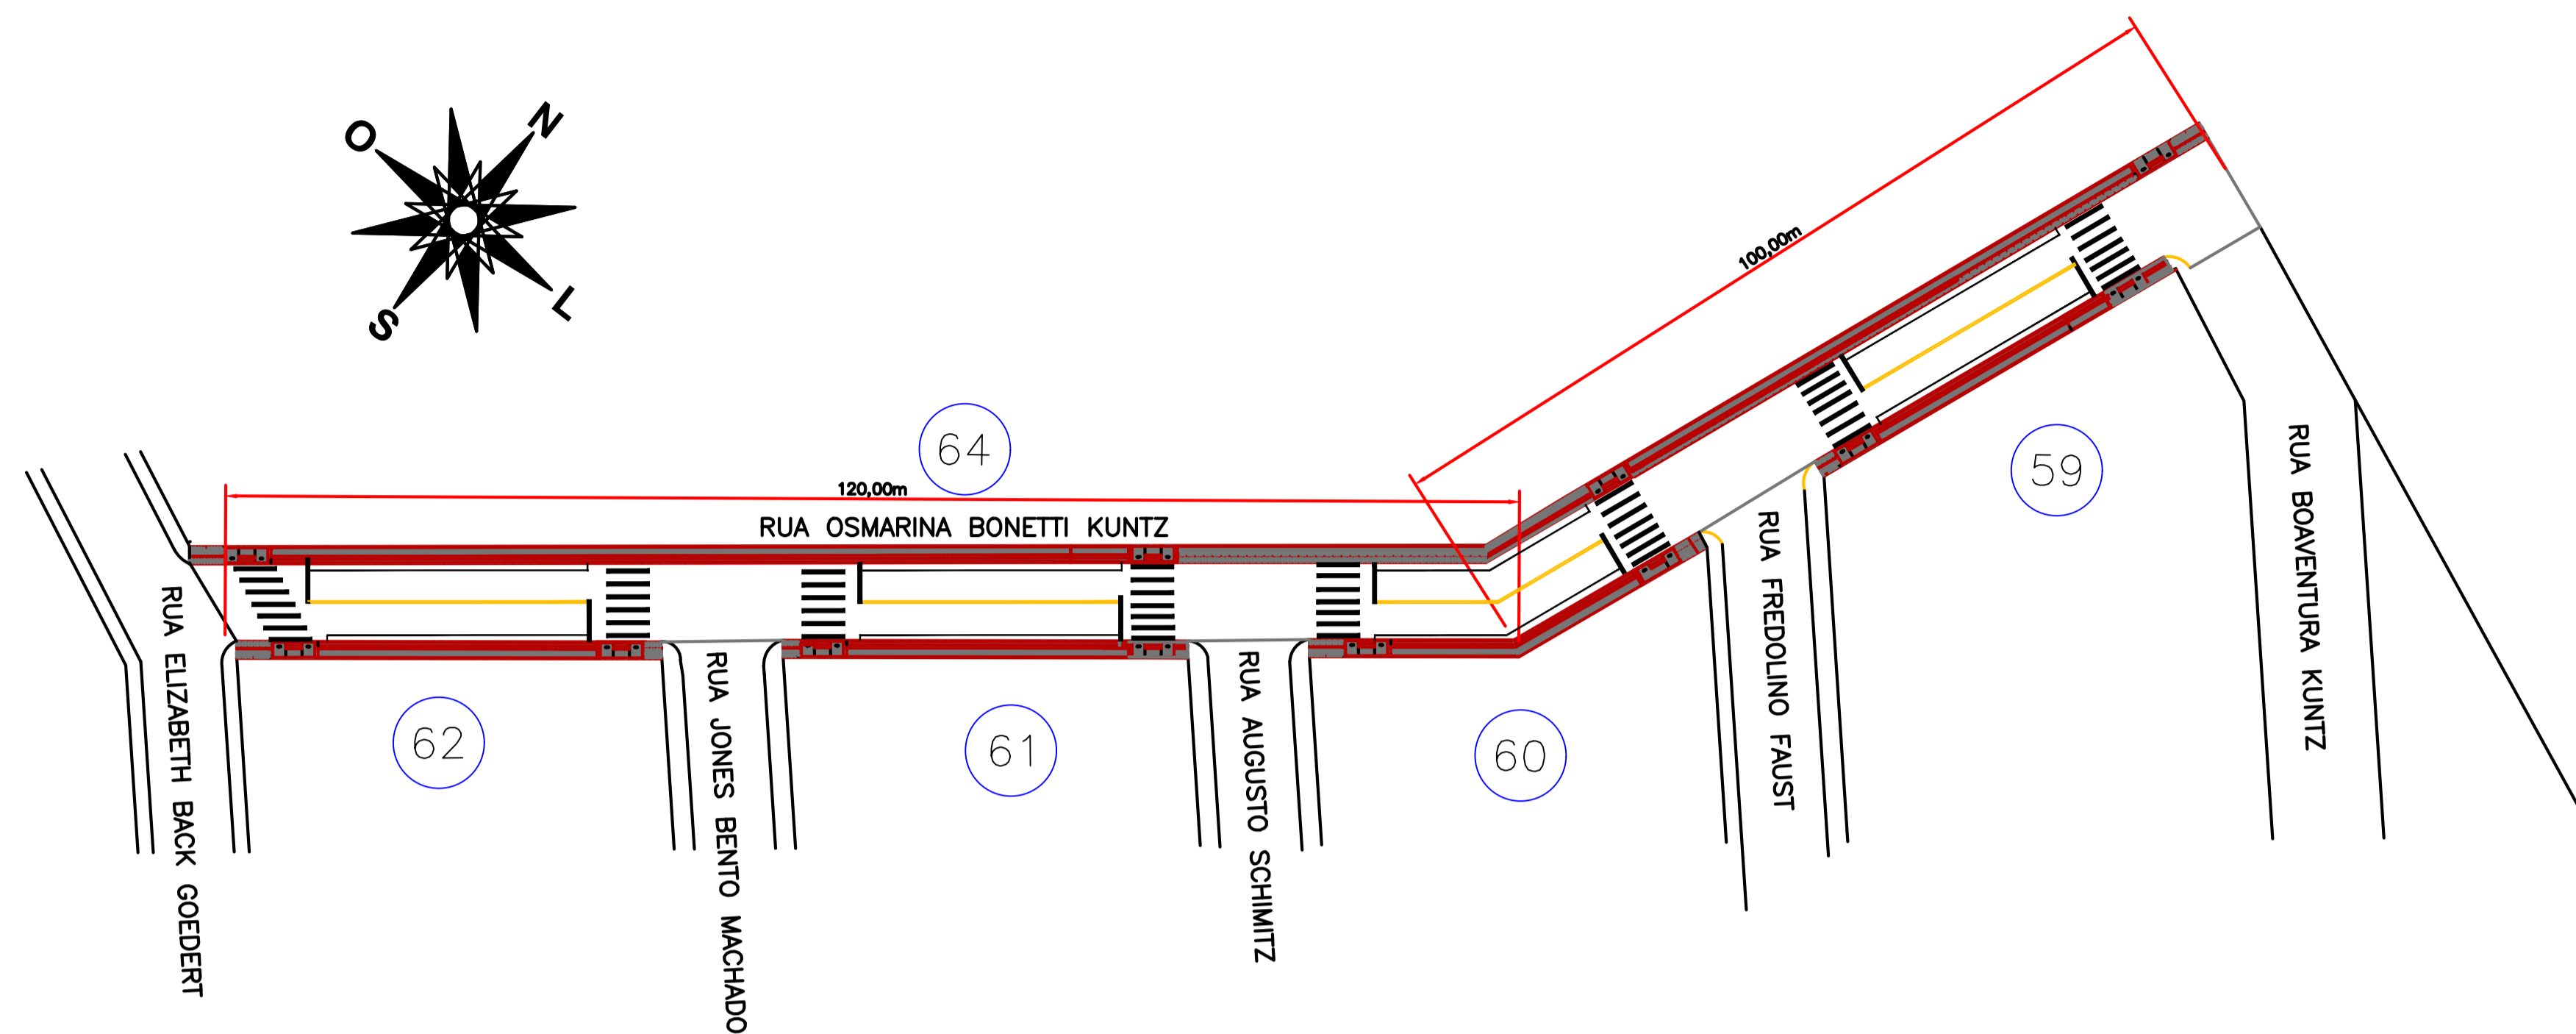 O
N
S
L
100,00m
64
120,00m
RUA OSMARINA BONETTI KUNTZ
59
62
61
60
RUA ELIZABETH BACK GOEDERT
RUA JONES BENTO MACHADO
RUA AUGUSTO SCHIMITZ
RUA FREDOLINO FAUST
RUA BOAVENTURA KUNTZ